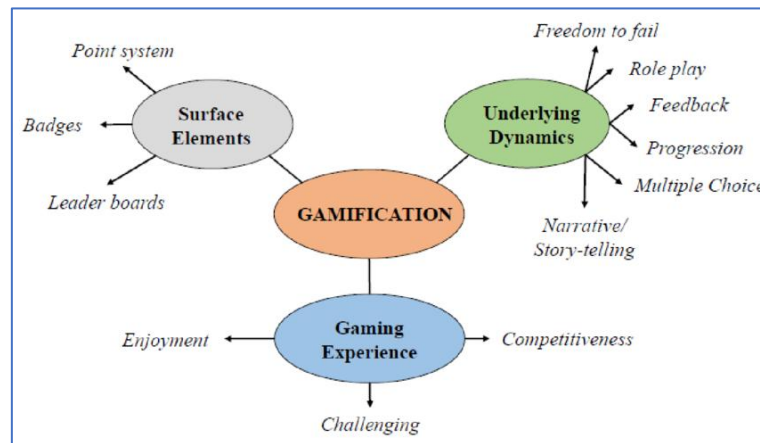 Point system
Badges
Leader boards
Surface
Elements
Freedom to fail
Role play
Feedback
Progression
Multiple Choice
Narrative/
Story-telling
Underlying
Dynamics
GAMIFICATION
Gaming
Experience
Enjoyment
Competitiveness
Challenging